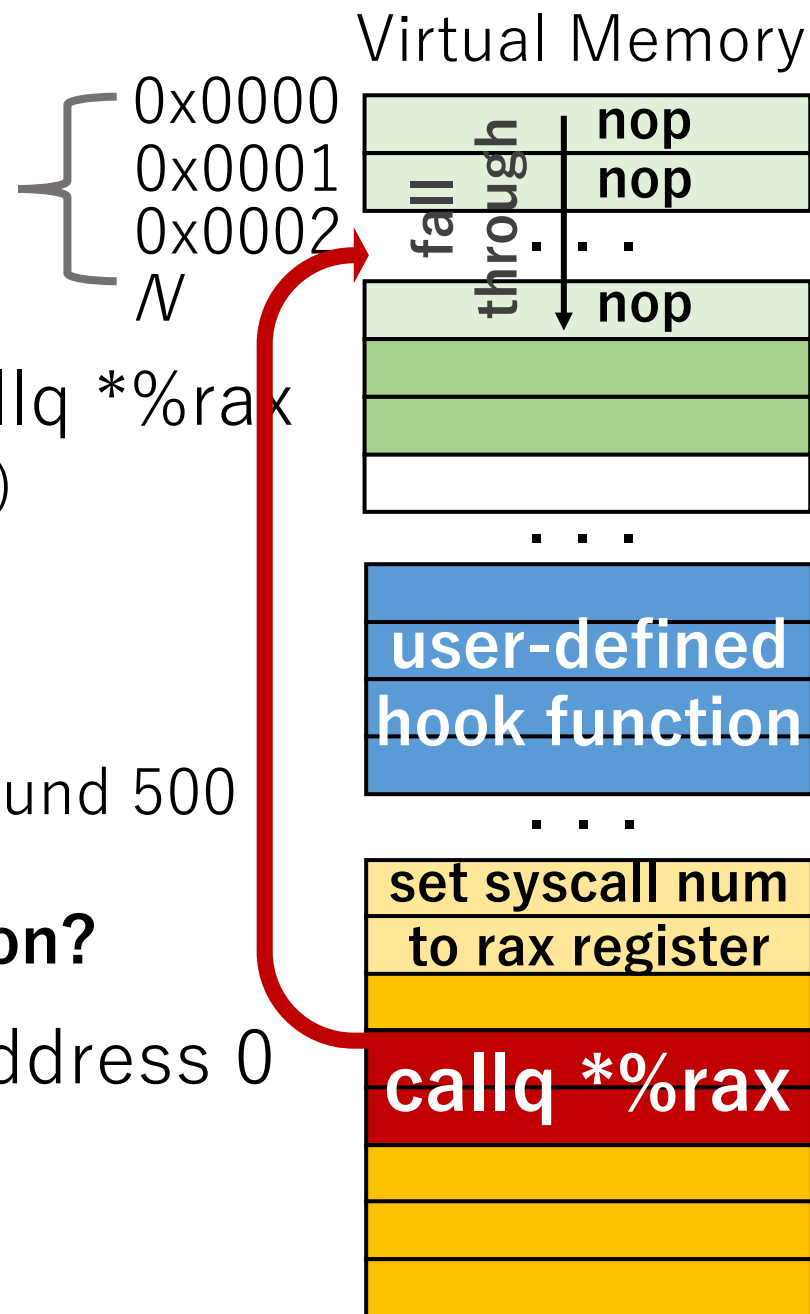 Virtual Memory
0x0000
0x0001
0x0002
N
nop
nop
. . .
nop
fall
through
llq *%rax
)
. . .
user-defined
hook function
und 500
. . .
set syscall num
to rax register
on?
ddress 0
callq *%rax